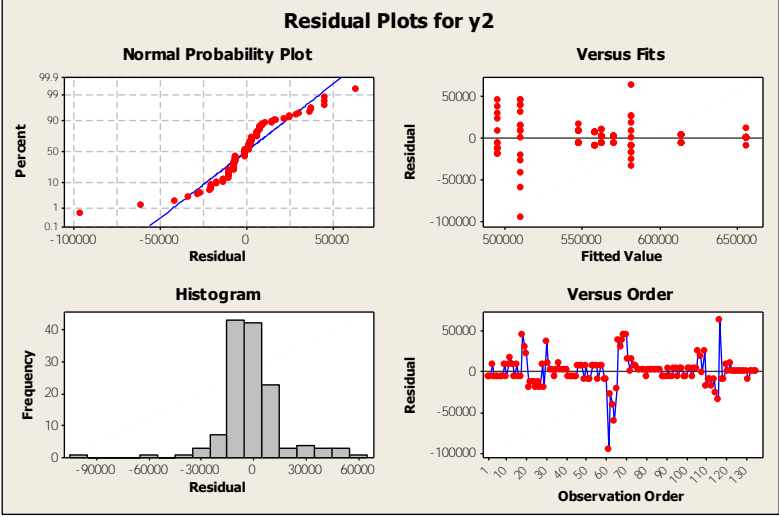 Residual Plots for y2
Normal Probability Plot
Versus Fits
99.9
99
90
50
10
1
0.1
Percent
-100000 -50000 0 50000
Residual
50000
0
-50000
-100000
Residual
500000 550000 600000 650000
Fitted Value
Histogram
Versus Order
40
30
20
10
0
Frequency
-90000 -60000 -30000 0 30000 60000
Residual
50000
0
-50000
-100000
Residual
1 10 20 30 40 50 60 70 80 90 100 110 120 130
Observation Order